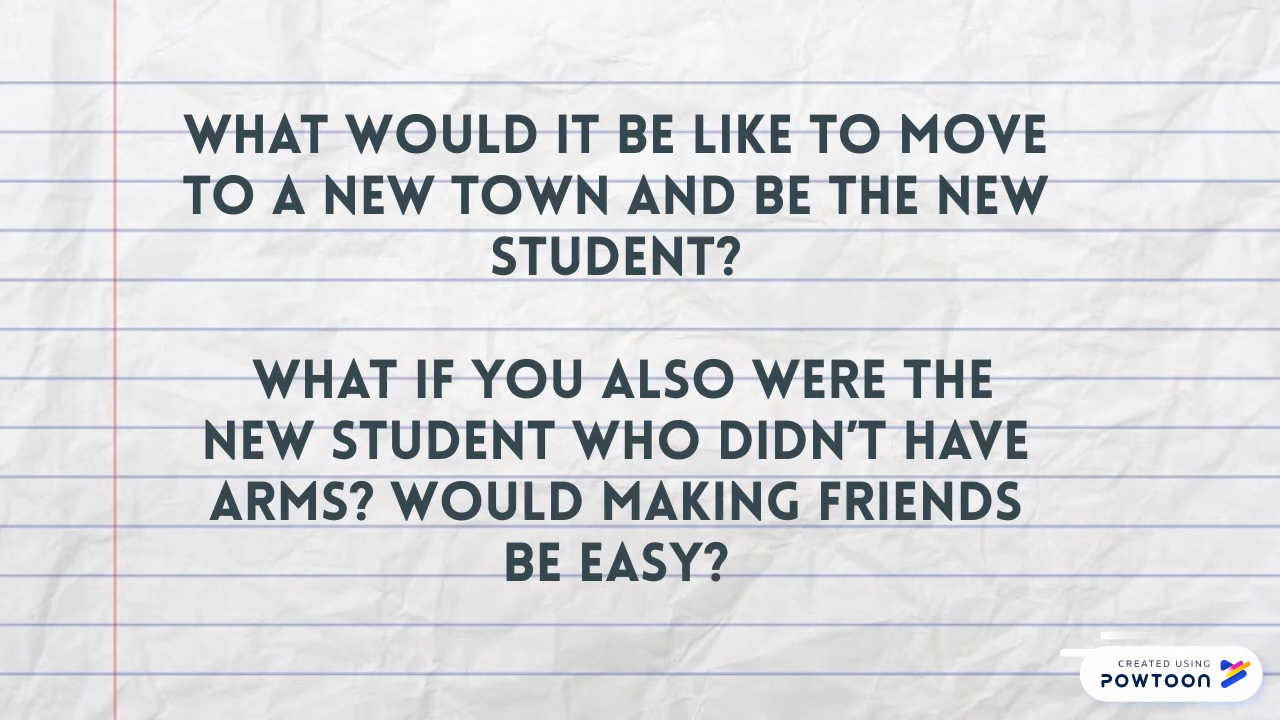 WHAT WOULD IT BE LIKE TO MOVE
TO A NEW TOWN AND BE THE NEW
STUDENT?
WHAT IF YOU ALSO WERE THE
NEW STUDENT WHO DIDN'T HAVE
ARMS? WOULD MAKING FRIENDS
BE EASY?
CREATED USING
POWTOON